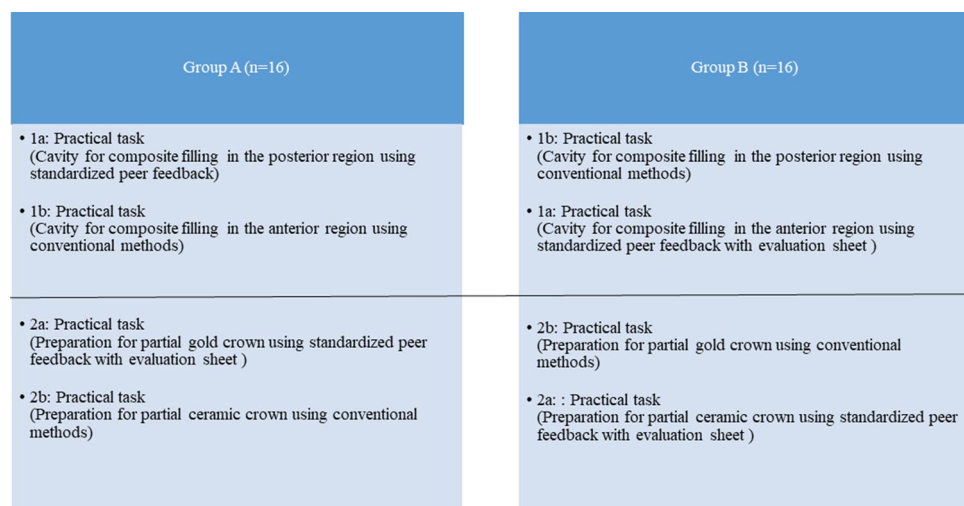 Group A (n=16)
• 1a: Practical task
(Cavity for composite filling in the posterior region using
standardized peer feedback)
• 1b: Practical task
(Cavity for composite filling in the anterior region using
conventional methods)
• 2a: Practical task
(Preparation for partial gold crown using standardized peer
feedback with evaluation sheet )
• 2b: Practical task
(Preparation for partial ceramic crown using conventional
methods)
Group B (n=16)
• 1b: Practical task
(Cavity for composite filling in the posterior region using
conventional methods)
• 1a: Practical task
(Cavity for composite filling in the anterior region using
standardized peer feedback with evaluation sheet )
• 2b: Practical task
(Preparation for partial gold crown using conventional
methods)
• 2a: : Practical task
(Preparation for partial ceramic crown using standardized peer
feedback with evaluation sheet )